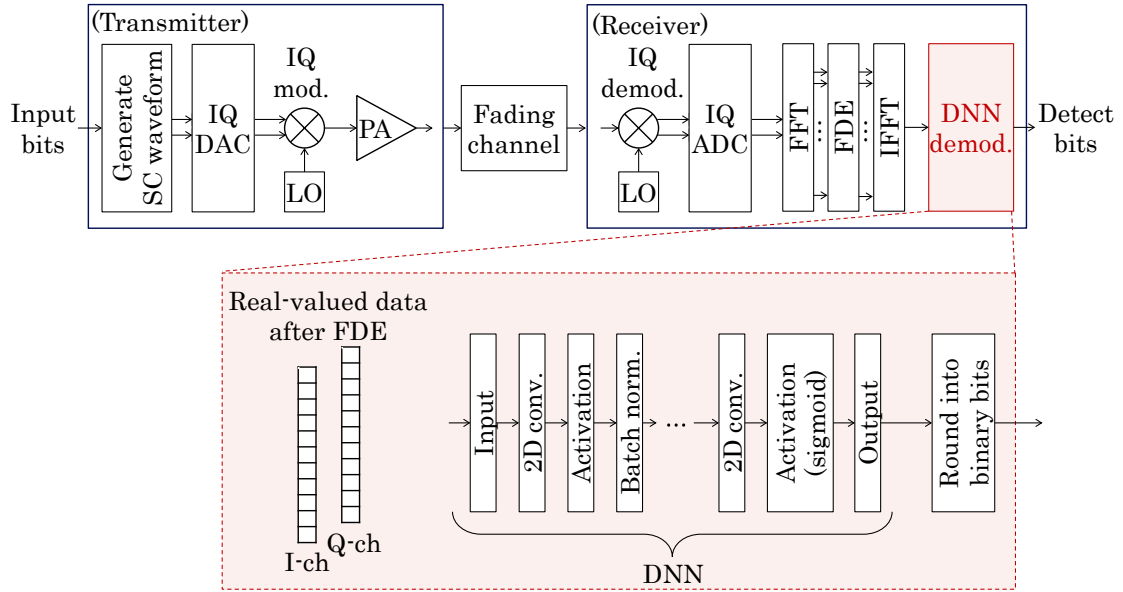 (Transmitter)
Input
bits
Generate
SC waveform
IQ
DAC
IQ
mod.
LO
PA
Fading
channel
(Receiver)
IQ
demod.
LO
IQ
ADC
FFT
...
FDE
...
IFFT
DNN
demod.
Detect
bits
Real-valued data
after FDE
I-ch
Q-ch
Input
2D conv.
Activation
Batch norm.
...
2D conv.
Activation
(sigmoid)
Output
DNN
Round into
binary bits